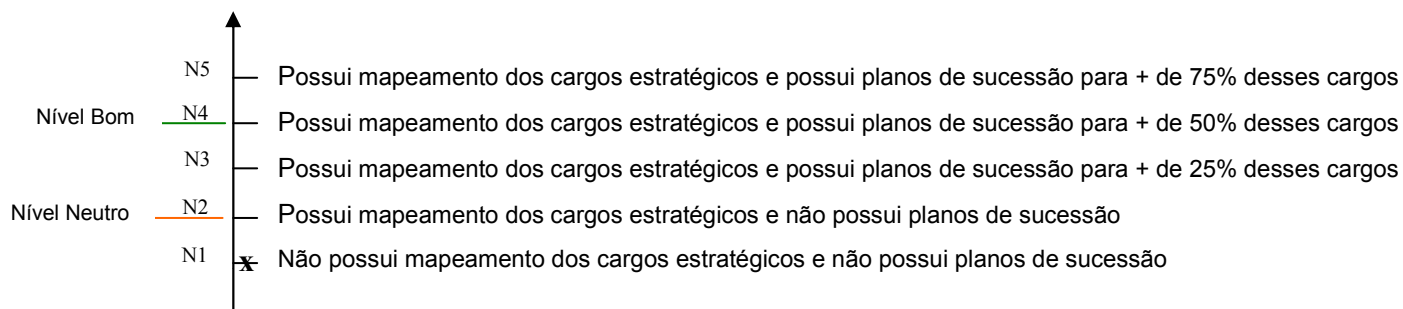 N5 Possui mapeamento dos cargos estratégicos e possui planos de sucessão para + de 75% desses cargos
Nível Bom N4 Possui mapeamento dos cargos estratégicos e possui planos de sucessão para + de 50% desses cargos
N3 Possui mapeamento dos cargos estratégicos e possui planos de sucessão para + de 25% desses cargos
Nível Neutro N2 Possui mapeamento dos cargos estratégicos e não possui planos de sucessão
N1 x Não possui mapeamento dos cargos estratégicos e não possui planos de sucessão